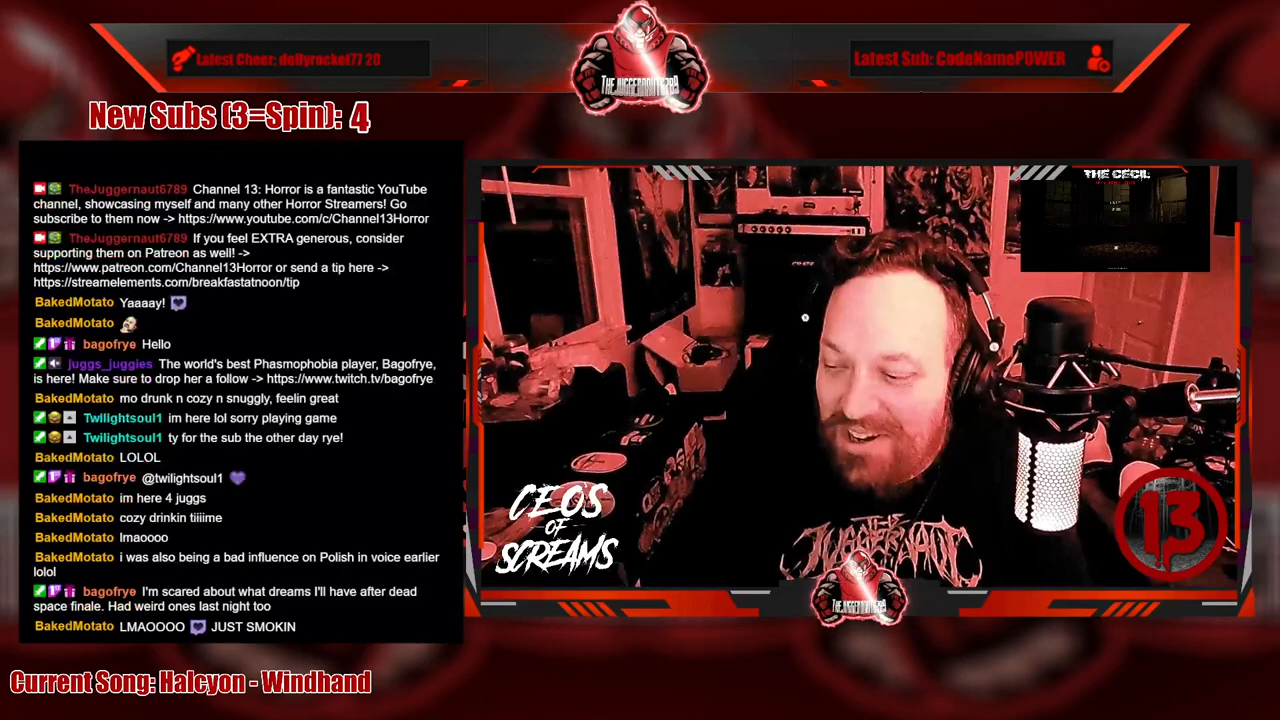 Latest Cheer: dollyrocket77 20
THEJUGGERNAUT6789
Latest Sub: CodeNamePOWER
New Subs (3=Spin): 4
TheJuggernaut6789 Channel 13: Horror is a fantastic YouTube
channel, showcasing myself and many other Horror Streamers! Go
subscribe to them now -> https://www.youtube.com/c/Channel13Horror
TheJuggernaut6789 If you feel EXTRA generous, consider
supporting them on Patreon as well! ->
https://www.patreon.com/Channel13Horror or send a tip here ->
https://streamelements.com/breakfastatnoon/tip
BakedMotato Yaaaay!
BakedMotato
bagofrye Hello
juggs_juggies The world's best Phasmophobia player, Bagofrye,
is here! Make sure to drop her a follow -> https://www.twitch.tv/bagofrye
BakedMotato mo drunk n cozy n snuggly, feelin great
Twilightsoul1 im here lol sorry playing game
Twilightsoul1 ty for the sub the other day rye!
BakedMotato LOLOL
bagofrye @twilightsoul1
BakedMotato im here 4 juggs
BakedMotato cozy drinkin tiiiime
BakedMotato lmaoooo
BakedMotato i was also being a bad influence on Polish in voice earlier
lolol
bagofrye I'm scared about what dreams I'll have after dead
space finale. Had weird ones last night too
BakedMotato LMAOOOO JUST SMOKIN
THE CECIL
CEOS
OF
SCREAMS
THE
JUGGERNAUT
13
THEJUGGERNAUT6789
Current Song: Halcyon - Windhand